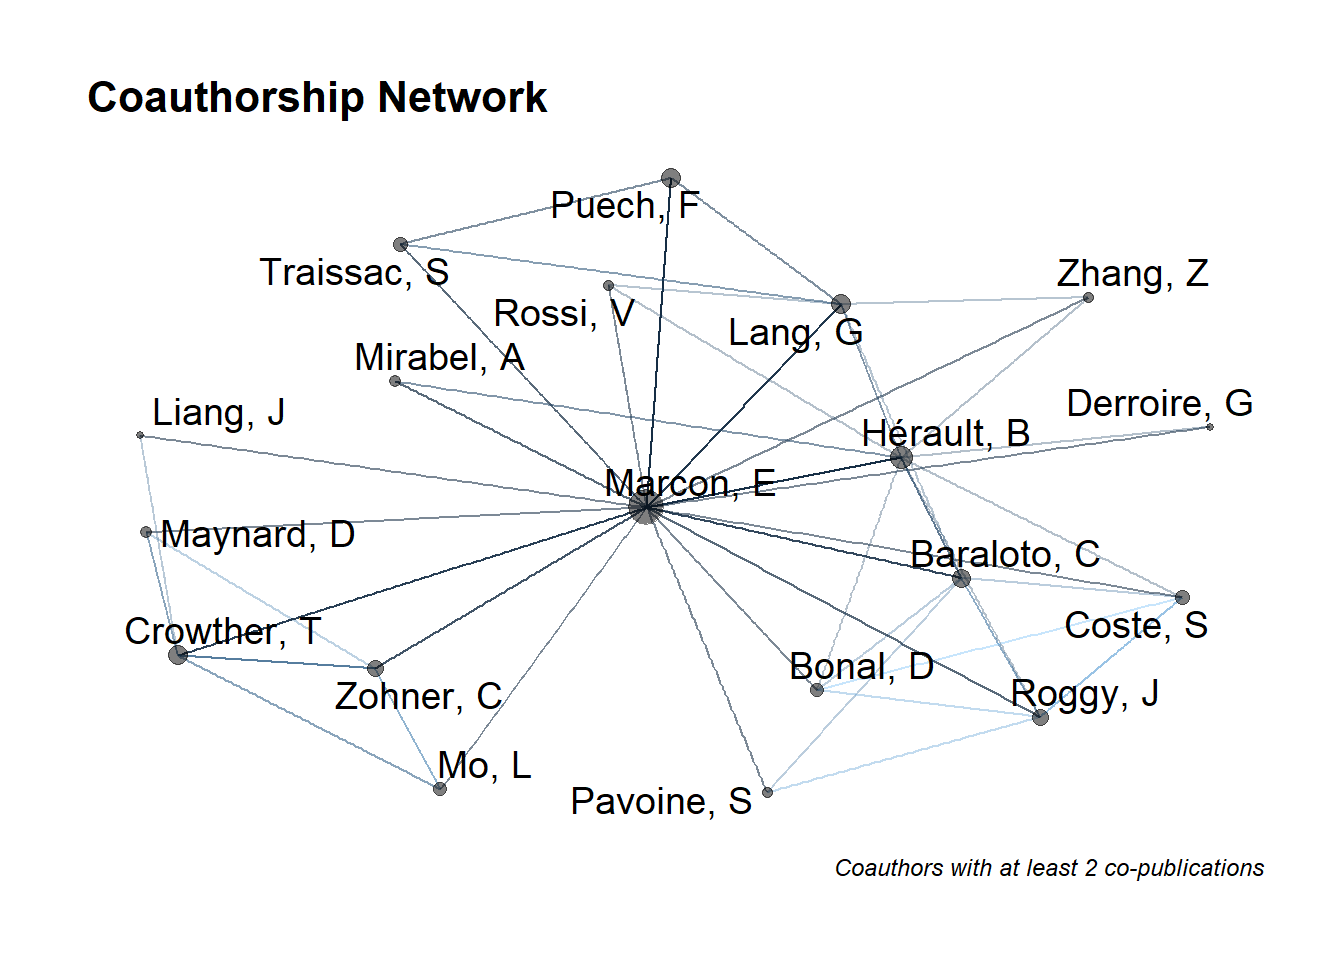 Coauthorship Network
Puech, F
Traissac, S
Zhang, Z
Rossi, V
Lang, G
Mirabel, A
Liang, J
Derroire, G
Hérault, B
Marcon, E
Maynard, D
Baraloto, C
Crowther, T
Coste, S
Bonal, D
Zohner, C
Roggy, J
Mo, L
Pavoine, S
Coauthors with at least 2 co-publications